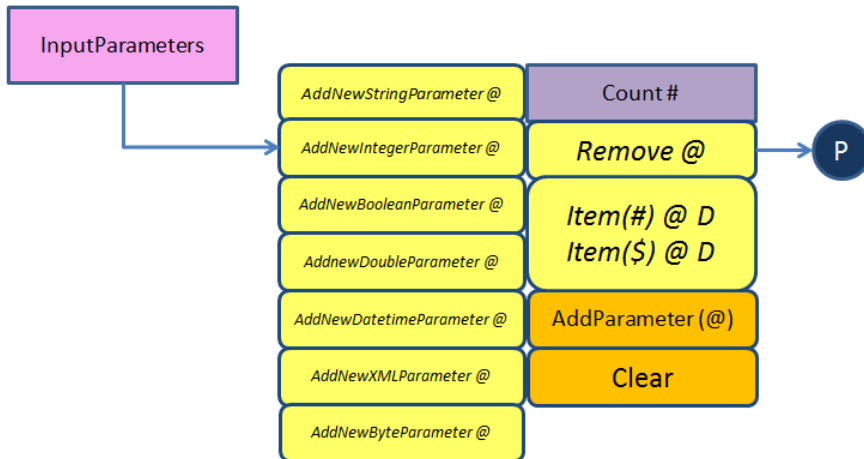 InputParameters
AddNewStringParameter @
Count #
AddNewIntegerParameter @
Remove @
P
AddNewBooleanParameter @
Item(#) @ D
Item($) @ D
AddnewDoubleParameter @
AddNewDatetimeParameter @
AddParameter (@)
AddNewXMLParameter @
Clear
AddNewByteParameter @